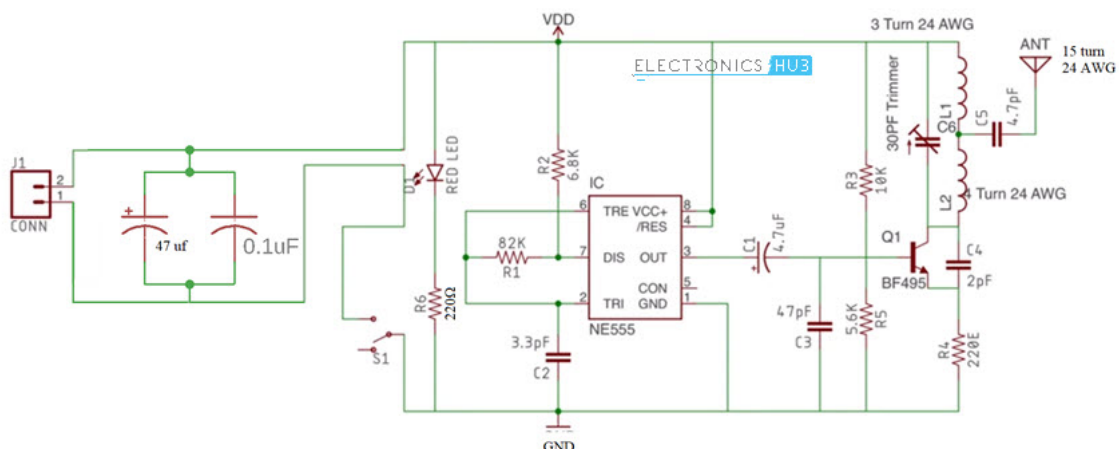 VDD
3 Turn 24 AWG
ELECTRONICS HU3
ANT
15 turn
24 AWG
30PF Trimmer
C6
L1
C5
4.7pF
J1
2
1
CONN
47 uf
0.1uF
D1
RED LED
R2
6.8K
R3
10K
4 Turn 24 AWG
L2
IC
6
TRE
VCC+
8
/RES
4
82K
R1
7
DIS
OUT
3
C1
4.7uF
Q1
BF495
C4
2pF
CON
5
2
TRI
GND
1
NE555
R6
220Ω
S1
3.3pF
C2
47pF
C3
5.6K
R5
R4
220E
GND